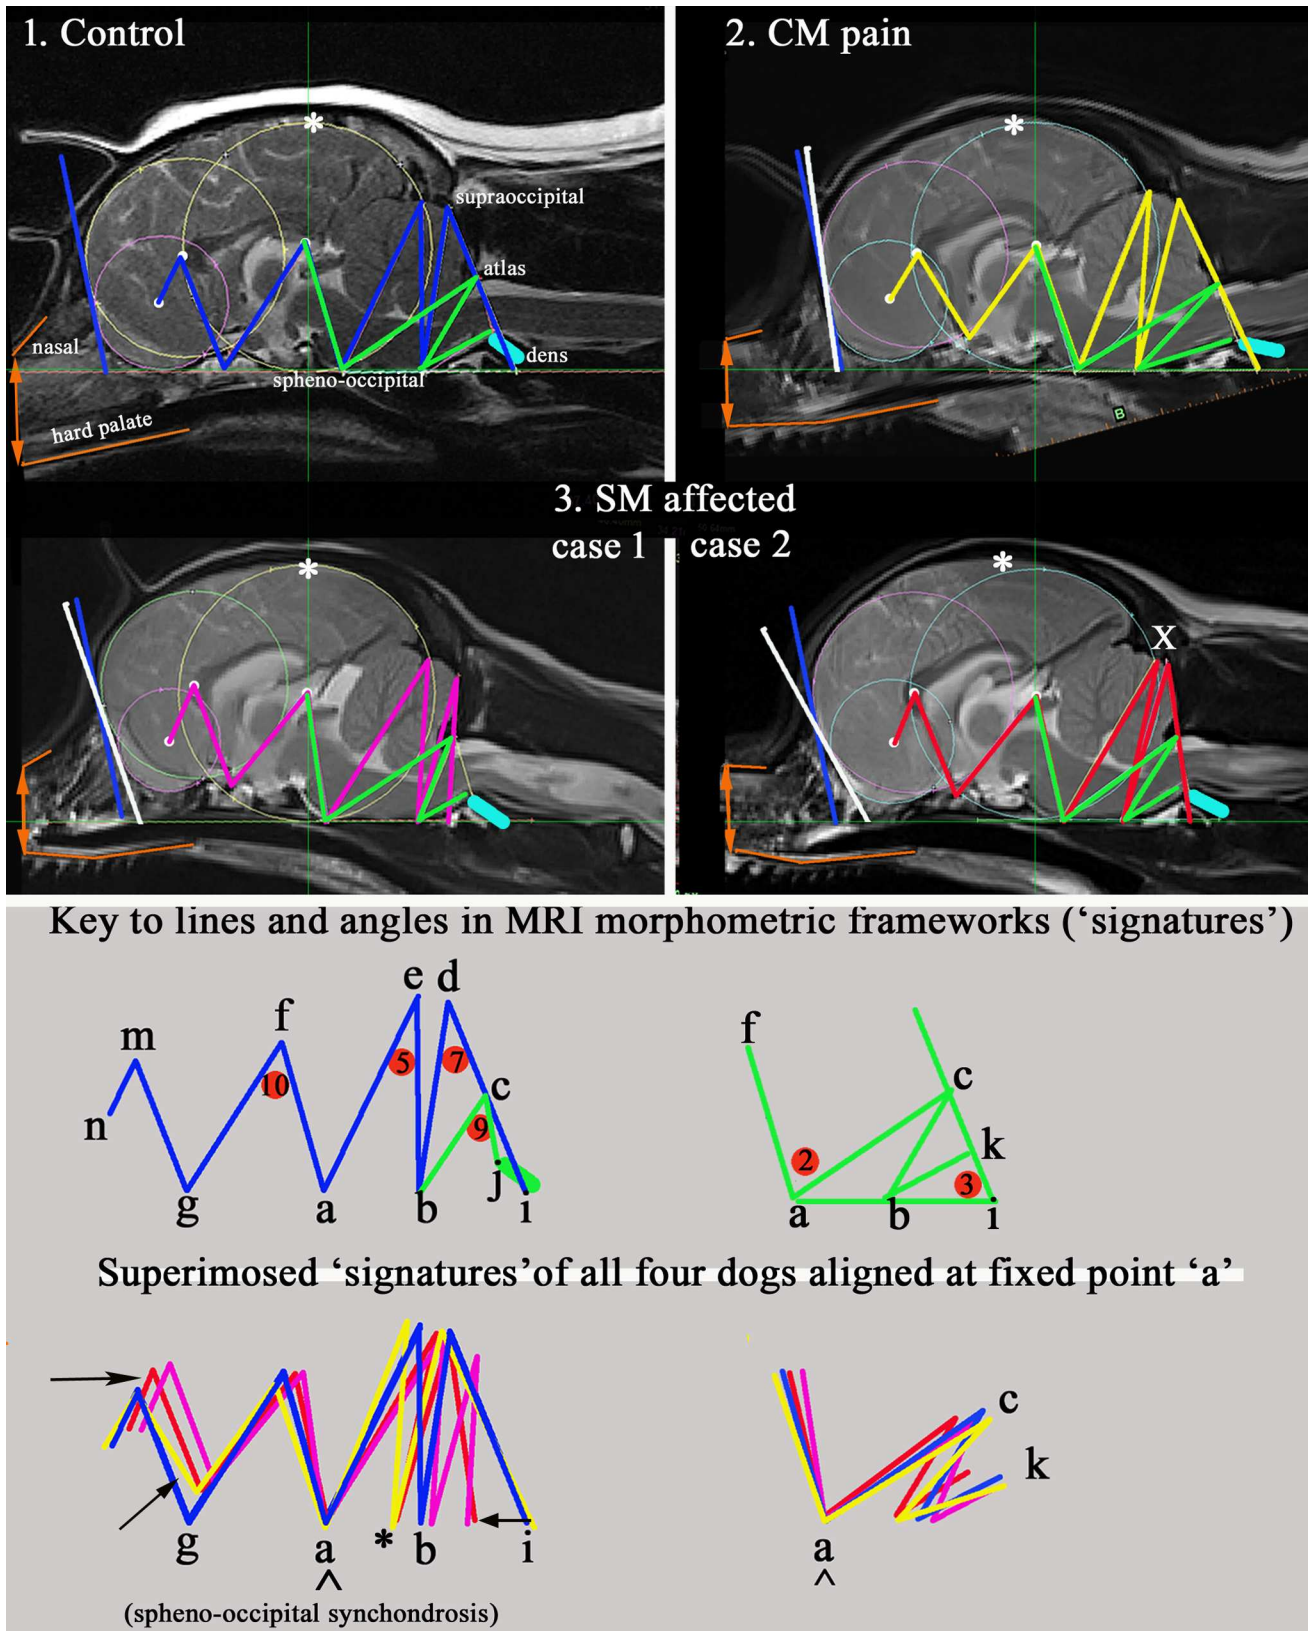 1. Control
2. CM pain
*
*
supraoccipital
atlas
nasal
dens
spheno-occipital
hard palate
B
3. SM affected
case 1
case 2
*
*
X
Key to lines and angles in MRI morphometric frameworks (‘signatures’)
e d
f
m
f
5 7
10
c
c
n
9
2
k
j
3
g a b i
a b i
Superimosed ‘signatures’of all four dogs aligned at fixed point ‘a’
c
k
g a * b i
a
^
^
(spheno-occipital synchondrosis)